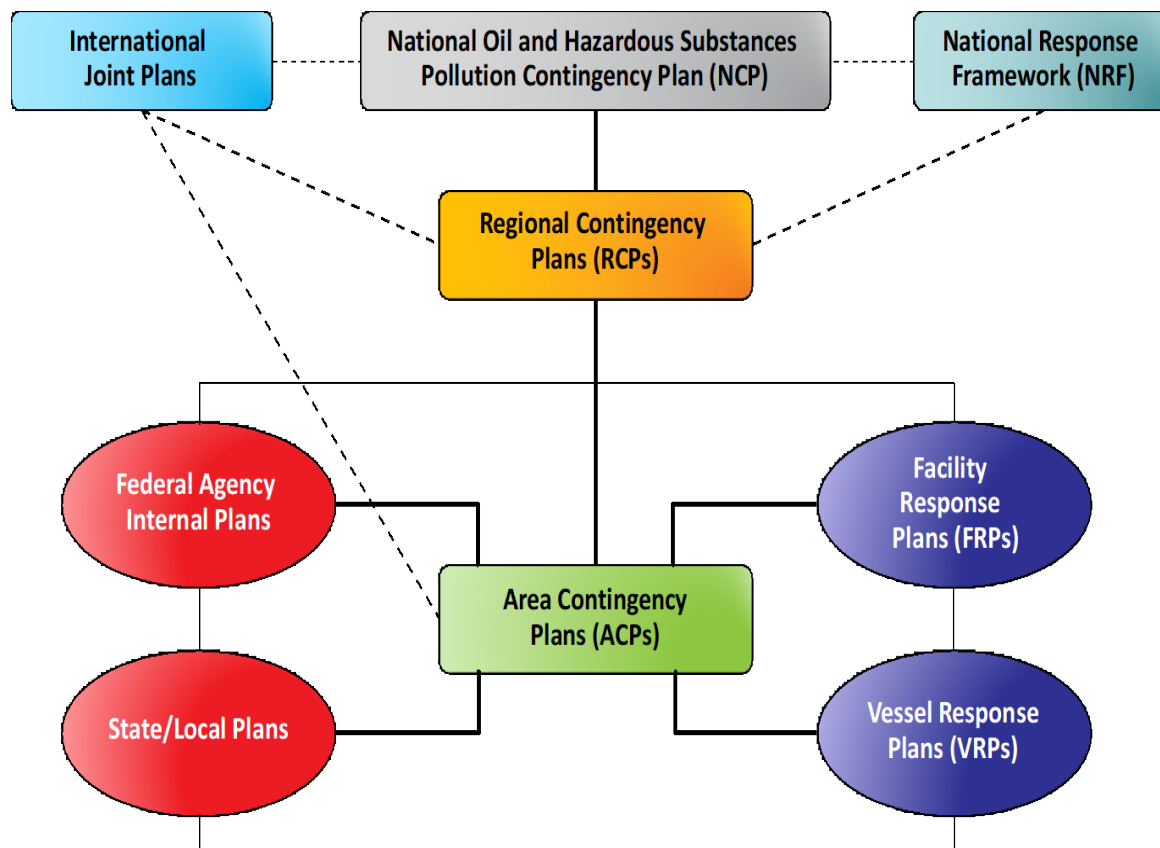 International
Joint Plans
National Oil and Hazardous Substances
Pollution Contingency Plan (NCP)
National Response
Framework (NRF)
Regional Contingency
Plans (RCPs)
Federal Agency
Internal Plans
Facility
Response
Plans (FRPs)
Area Contingency
Plans (ACPs)
State/Local Plans
Vessel Response
Plans (VRPs)